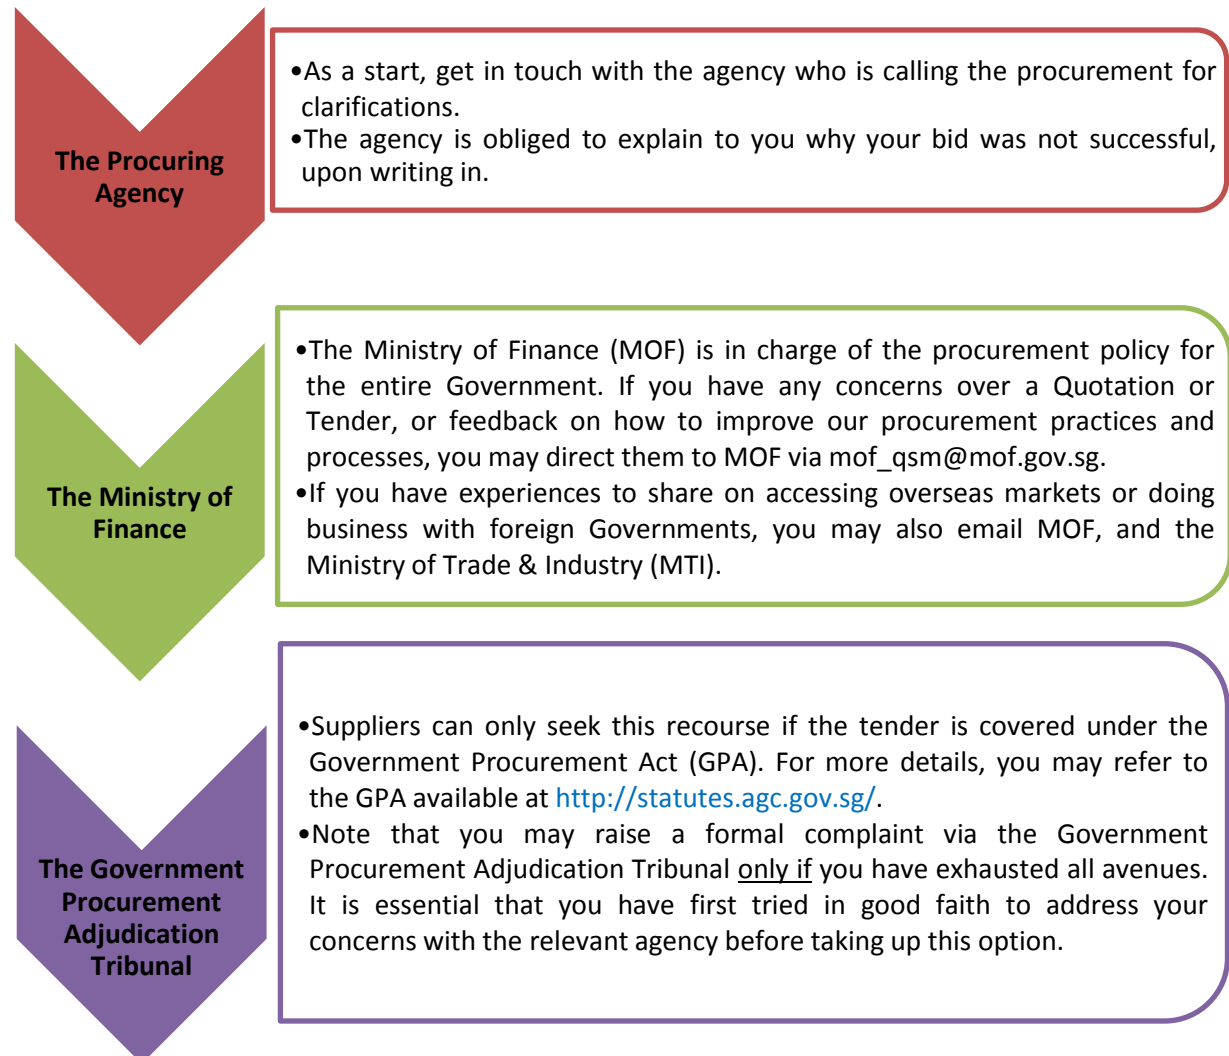 The Procuring
Agency
•As a start, get in touch with the agency who is calling the procurement for
clarifications.
•The agency is obliged to explain to you why your bid was not successful,
upon writing in.
The Ministry of
Finance
•The Ministry of Finance (MOF) is in charge of the procurement policy for
the entire Government. If you have any concerns over a Quotation or
Tender, or feedback on how to improve our procurement practices and
processes, you may direct them to MOF via mof_qsm@mof.gov.sg.
•If you have experiences to share on accessing overseas markets or doing
business with foreign Governments, you may also email MOF, and the
Ministry of Trade & Industry (MTI).
The Government
Procurement
Adjudication
Tribunal
•Suppliers can only seek this recourse if the tender is covered under the
Government Procurement Act (GPA). For more details, you may refer to
the GPA available at http://statutes.agc.gov.sg/.
•Note that you may raise a formal complaint via the Government
Procurement Adjudication Tribunal only if you have exhausted all avenues.
It is essential that you have first tried in good faith to address your
concerns with the relevant agency before taking up this option.